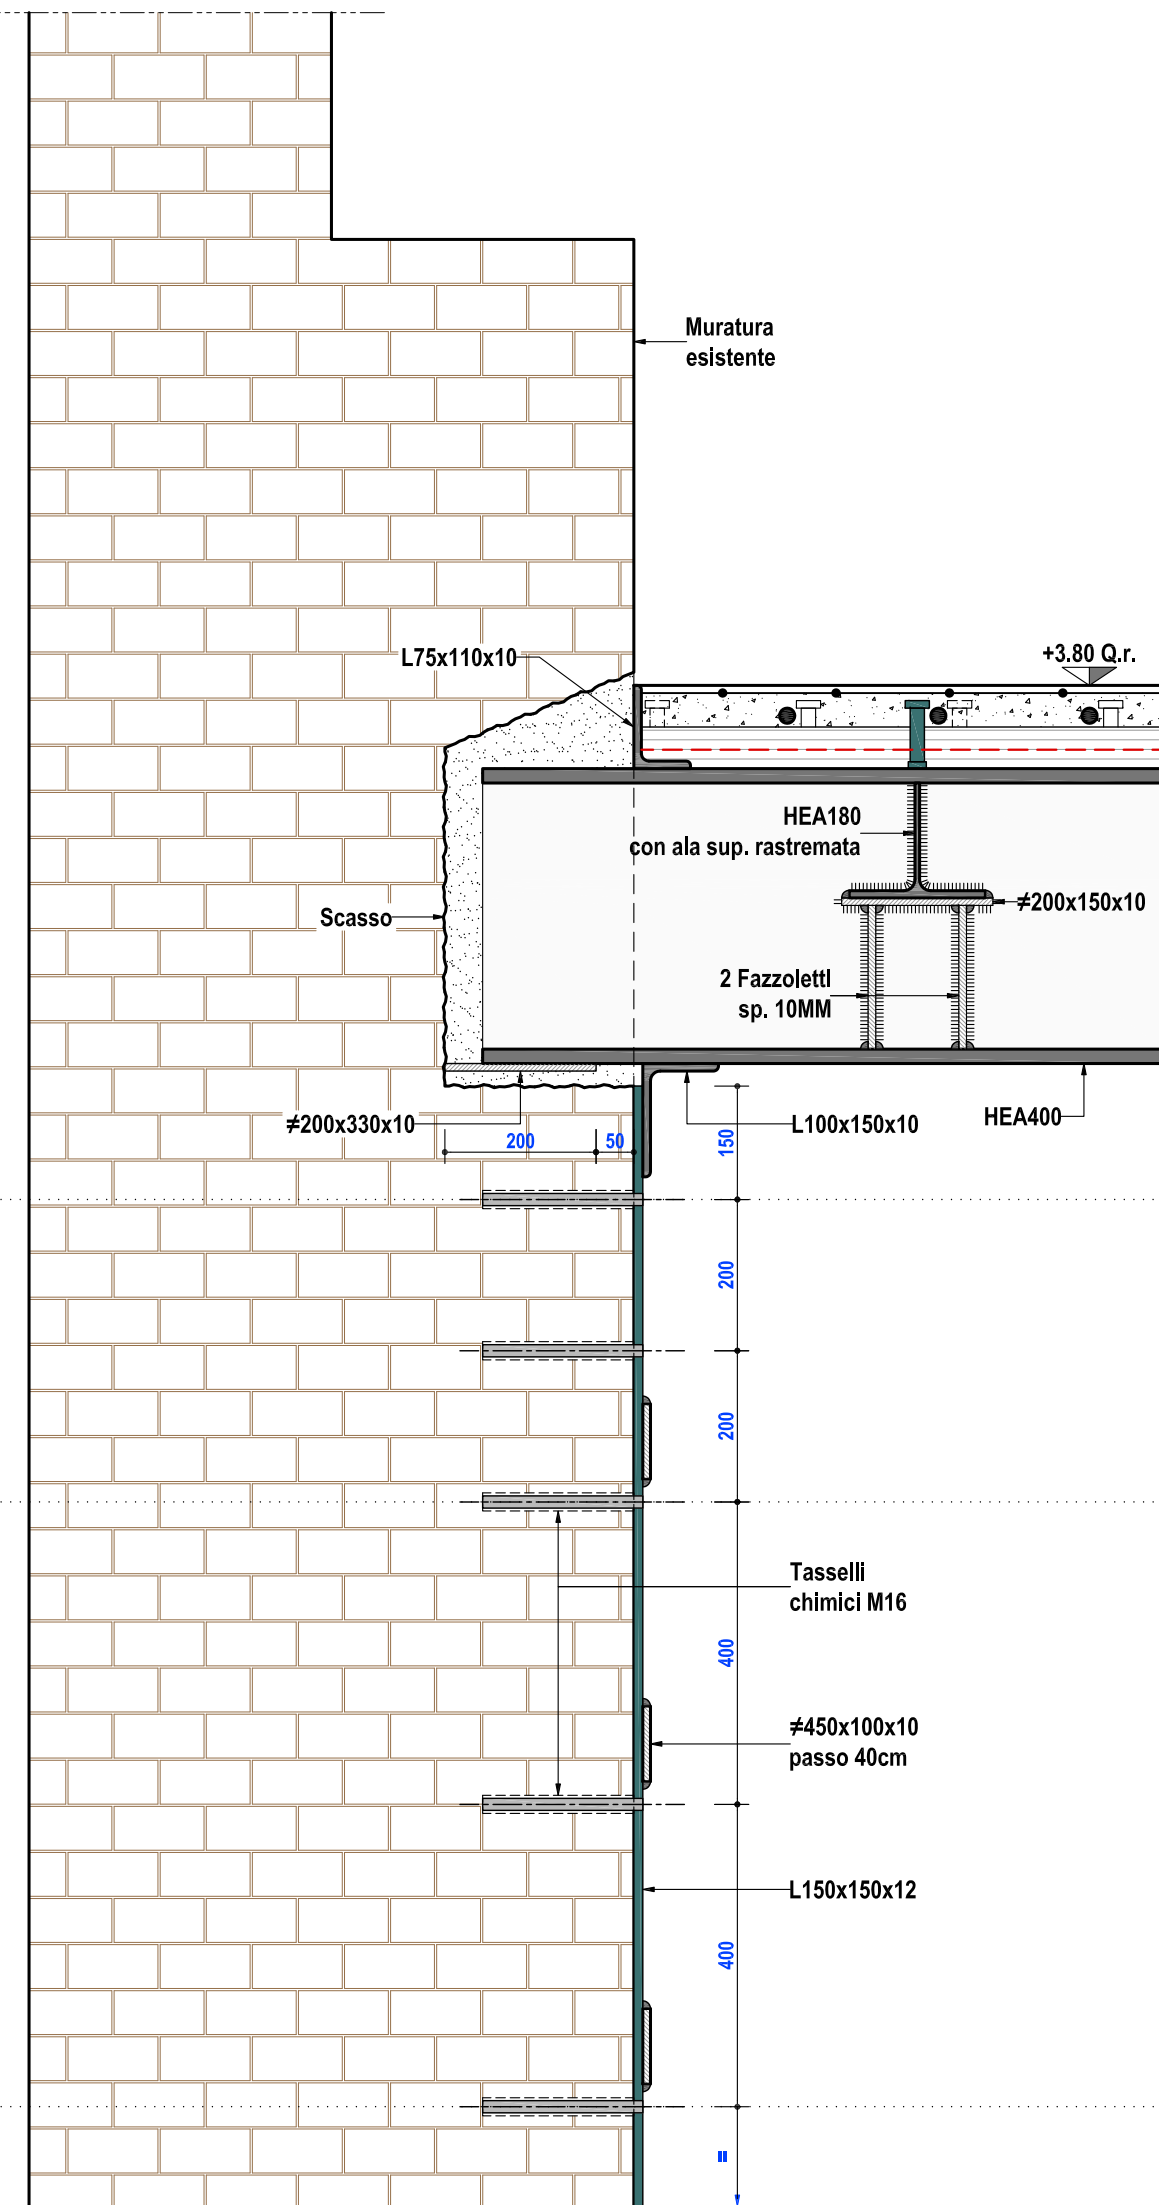 Muratura
esistente
L75x110x10
+3.80 Q.r.
HEA180
con ala sup. rastremata
≠200x150x10
Scasso
2 Fazzoletti
sp. 10MM
≠200x330x10
L100x150x10
HEA400
200
50
150
200
200
Tasselli
chimici M16
400
≠450x100x10
passo 40cm
L150x150x12
400
=